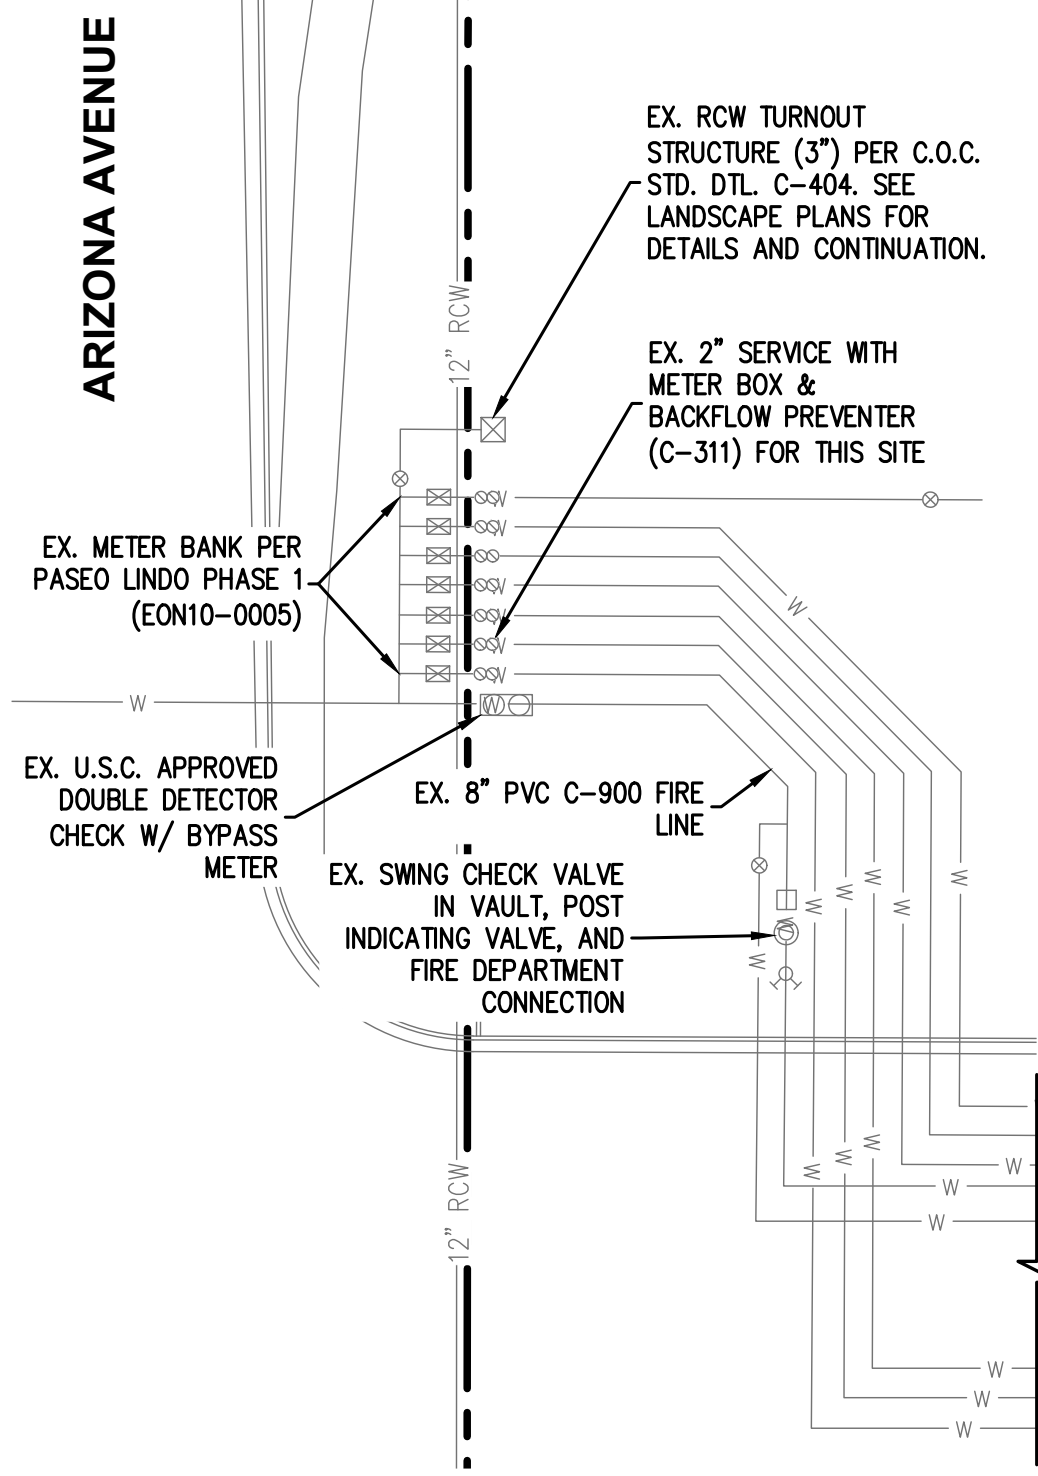 ARIZONA AVENUE
EX. RCW TURNOUT
STRUCTURE (3") PER C.O.C.
STD. DTL. C-404. SEE
LANDSCAPE PLANS FOR
DETAILS AND CONTINUATION.
12" RCW
EX. 2" SERVICE WITH
METER BOX &
BACKFLOW PREVENTER
(C-311) FOR THIS SITE
EX. METER BANK PER
PASEO LINDO PHASE 1
(EON10-0005)
W
W
W
W
W
W
W
W
W
EX. U.S.C. APPROVED
DOUBLE DETECTOR
CHECK W/ BYPASS
METER
EX. 8" PVC C-900 FIRE
LINE
EX. SWING CHECK VALVE
IN VAULT, POST
INDICATING VALVE, AND
FIRE DEPARTMENT
CONNECTION
W
W
W
W
W
W
W
12" RCW
W
W
W
W
W
W
W
W
W